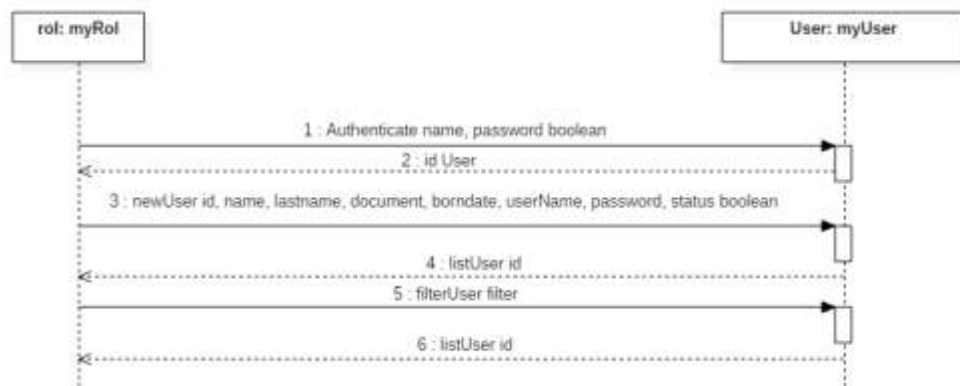 rol: myRol
User: myUser
1 : Authenticate name, password boolean
2 : id User
3 : newUser id, name, lastname, document, borndate, userName, password, status boolean
4 : listUser id
5 : filterUser filter
6 : listUser id